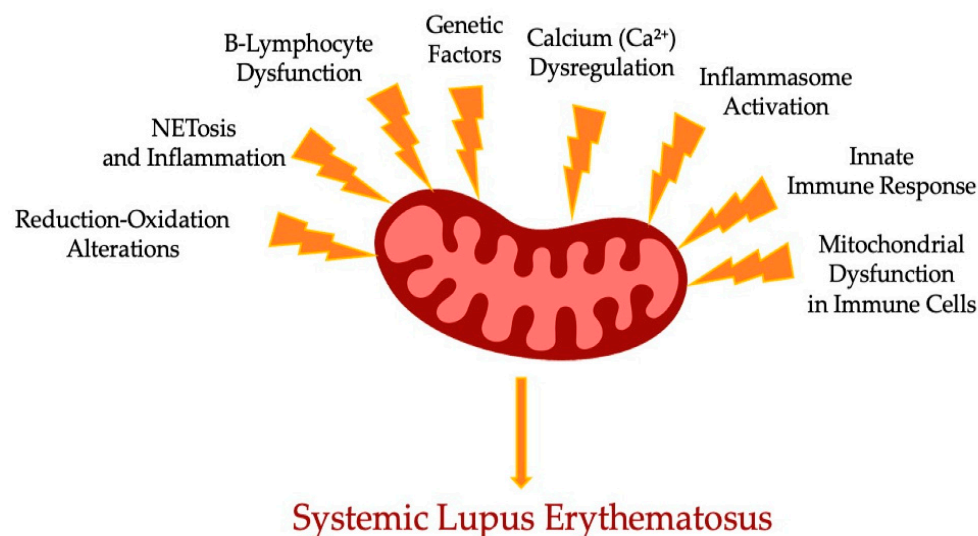 B-Lymphocyte
Dysfunction
Genetic
Factors
Calcium (Ca²⁺)
Dysregulation
Inflammasome
Activation
NETosis
and Inflammation
Innate
Immune Response
Reduction-Oxidation
Alterations
Mitochondrial
Dysfunction
in Immune Cells
Systemic Lupus Erythematosus